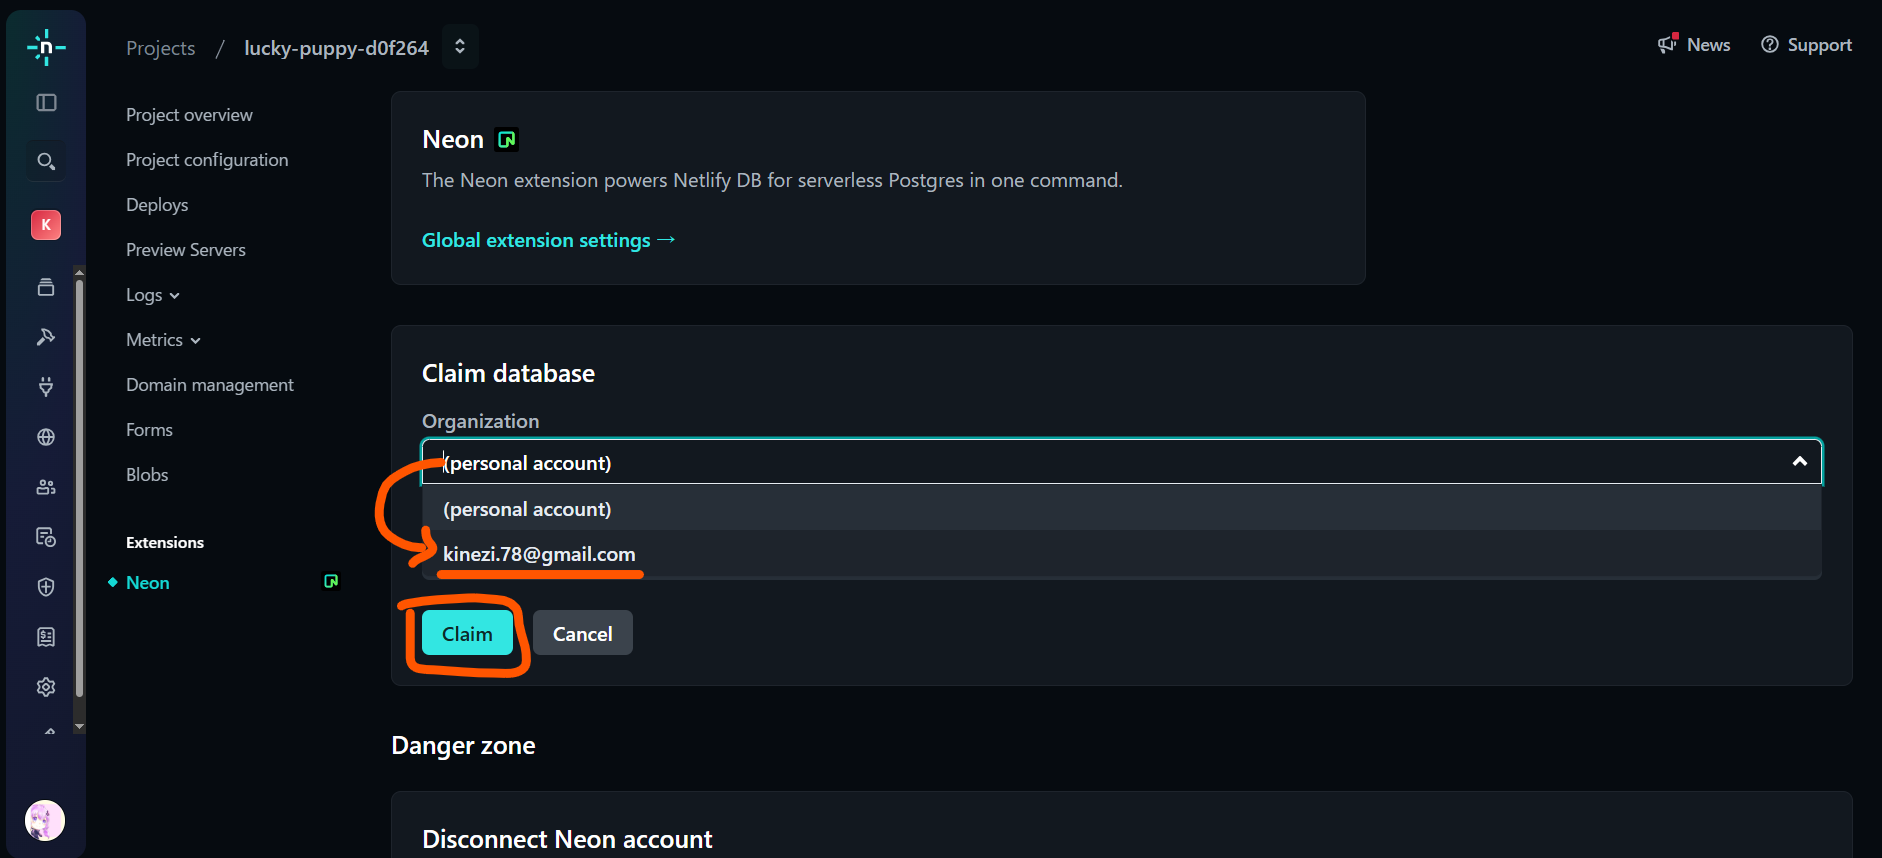 Projects / lucky-puppy-d0f264
News
Support
K
Project overview
Project configuration
Deploys
Preview Servers
Logs
Metrics
Domain management
Forms
Blobs
Extensions
Neon
Neon
The Neon extension powers Netlify DB for serverless Postgres in one command.
Global extension settings →
Claim database
Organization
(personal account)
(personal account)
kinezi.78@gmail.com
Claim
Cancel
Danger zone
Disconnect Neon account